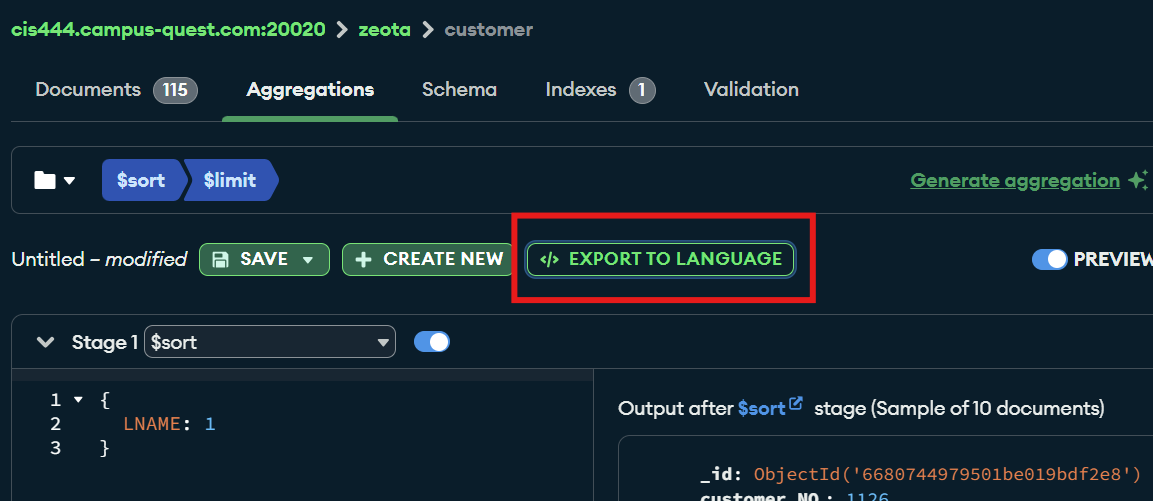 cis444.campus-quest.com:20020 > zeota > customer
Documents 115 Aggregations Schema Indexes 1 Validation
$sort $limit Generate aggregation
Untitled – modified SAVE + CREATE NEW </> EXPORT TO LANGUAGE PREVIEW
Stage 1 $sort
1 {
2 LNAME: 1
3 }
Output after $sort stage (Sample of 10 documents)
_id: ObjectId('6680744979501be019bdf2e8')
customer_NO.: 1126